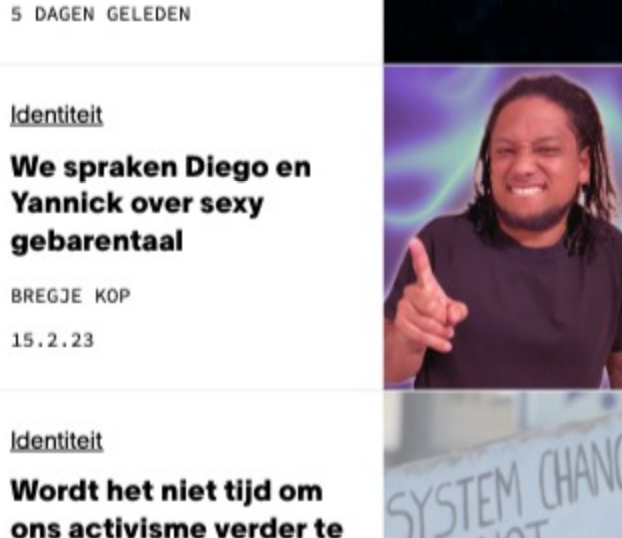 5 DAGEN GELEDEN
Identiteit
We spraken Diego en
Yannick over sexy
gebarentaal
BREGJE KOP
15.2.23
Identiteit
Wordt het niet tijd om
ons activisme verder te
SYSTEM CHANG
NOT